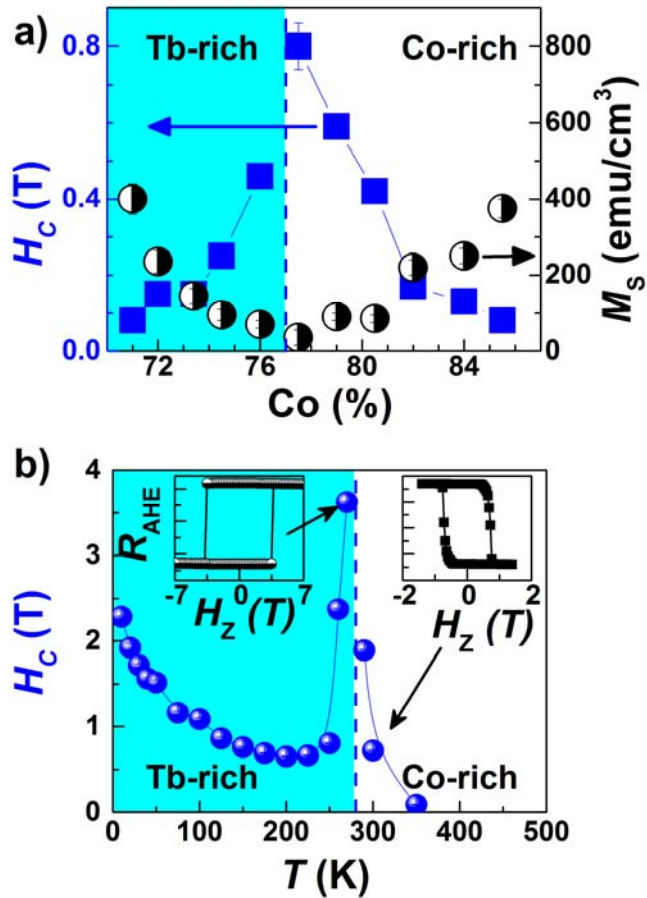 a)
Tb-rich
Co-rich
H_C (T)
0.8
0.4
0.0
M_S (emu/cm³)
800
600
400
200
0
72 76 80 84
Co (%)
b)
H_C (T)
4
3
2
1
0
R_AHE
-7 0 7
H_Z (T)
-2 0 2
H_Z (T)
Tb-rich
Co-rich
0 100 200 300 400 500
T (K)